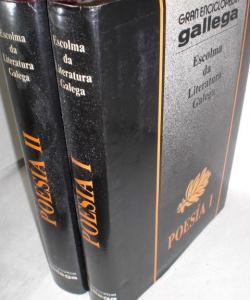 Escolma
da
Literatura
Galega
POESÍA II
Escolma
da
Literatura
Galega
POESÍA I
GRAN ENCICLOPEDIA
gallega
Escolma
da
Literatura
Galega
POESÍA I